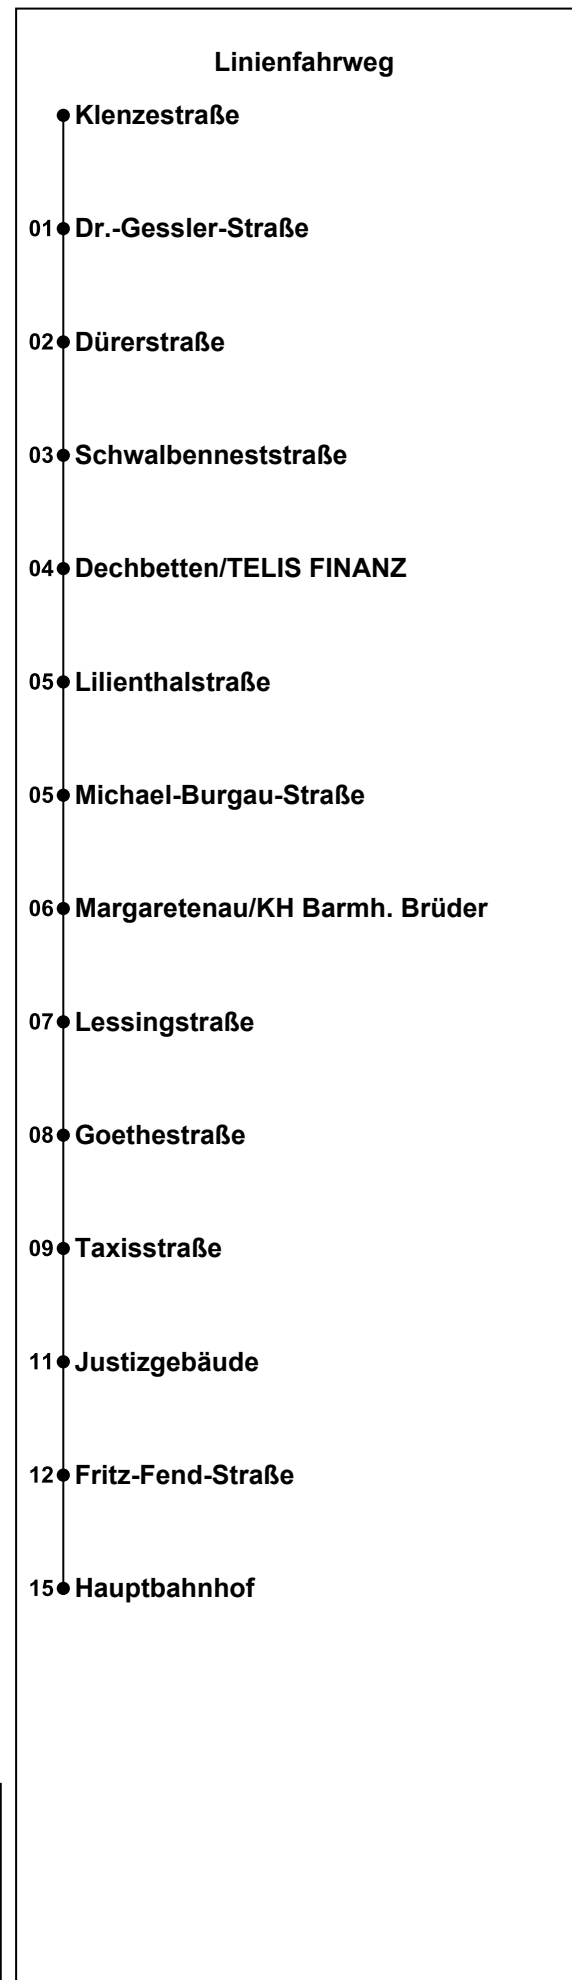 Linienfahrweg
Klenzestraße
01 Dr.-Gessler-Straße
02 Dürerstraße
03 Schwalbenneststraße
04 Dechbetten/TELIS FINANZ
05 Lilienthalstraße
05 Michael-Burgau-Straße
06 Margaretenau/KH Barmh. Brüder
07 Lessingstraße
08 Goethestraße
09 Taxisstraße
11 Justizgebäude
12 Fritz-Fend-Straße
15 Hauptbahnhof